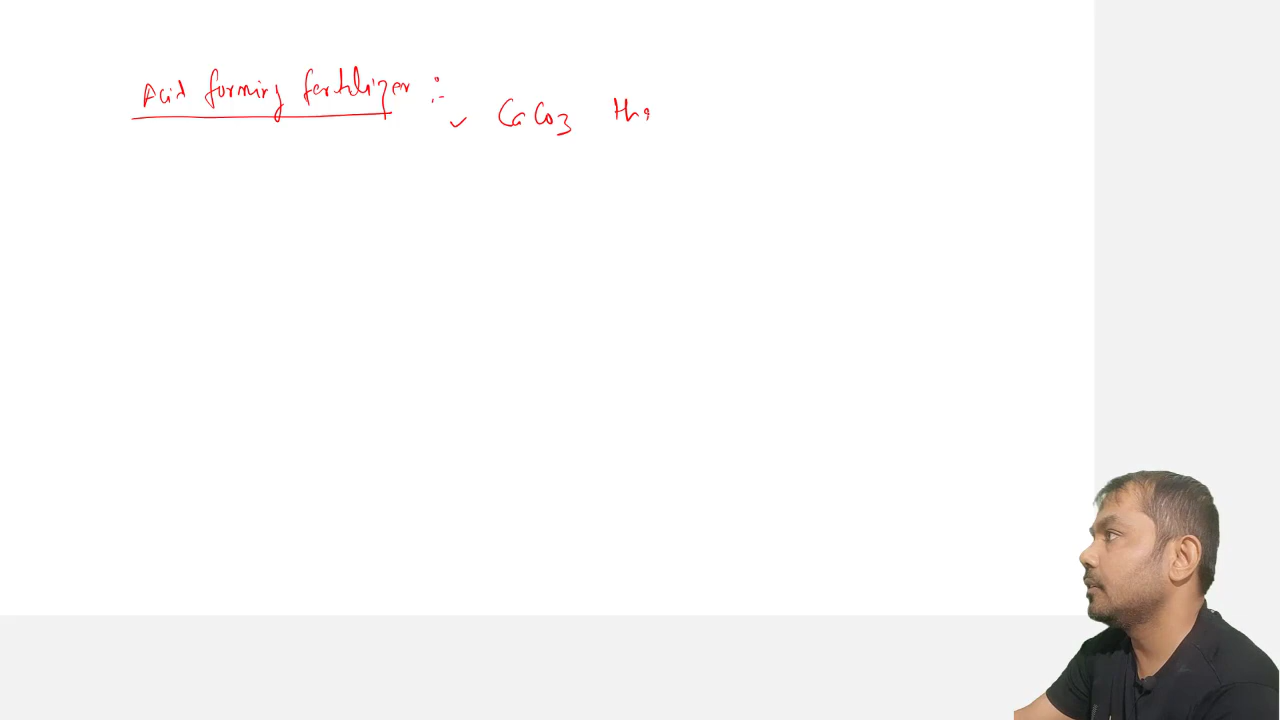 Acid forming fertilizer :-
✓ CaCo3